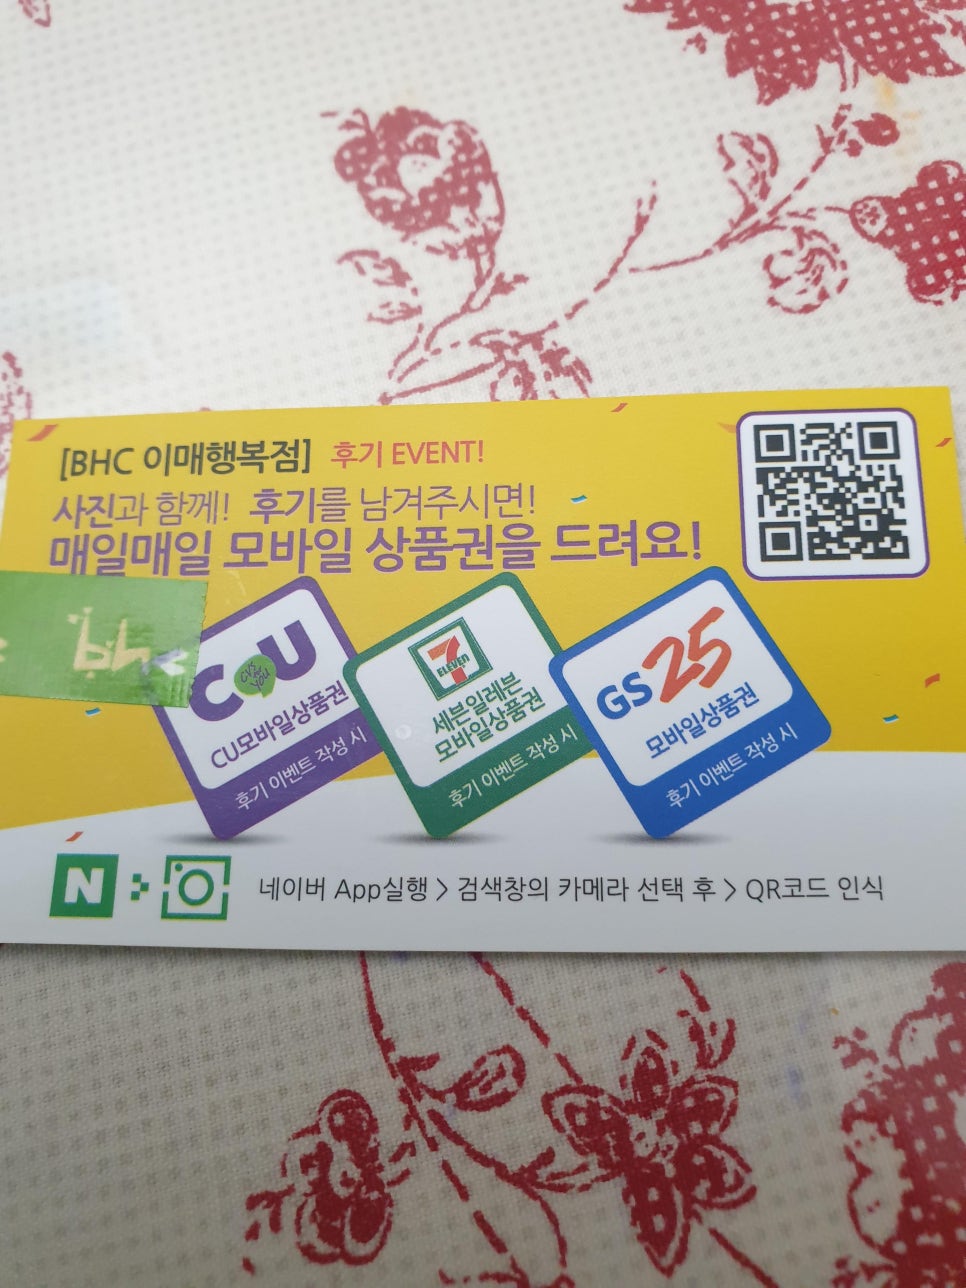 [BHC 이매행복점] 후기 EVENT!
사진과 함께! 후기를 남겨주시면!
매일매일 모바일 상품권을 드려요!
CU
CVS for YOU
CU모바일상품권
후기 이벤트 작성 시
7 ELEVEN
세븐일레븐
모바일상품권
후기 이벤트 작성 시
GS25
모바일상품권
후기 이벤트 작성 시
N
네이버 App실행 > 검색창의 카메라 선택 후 > QR코드 인식